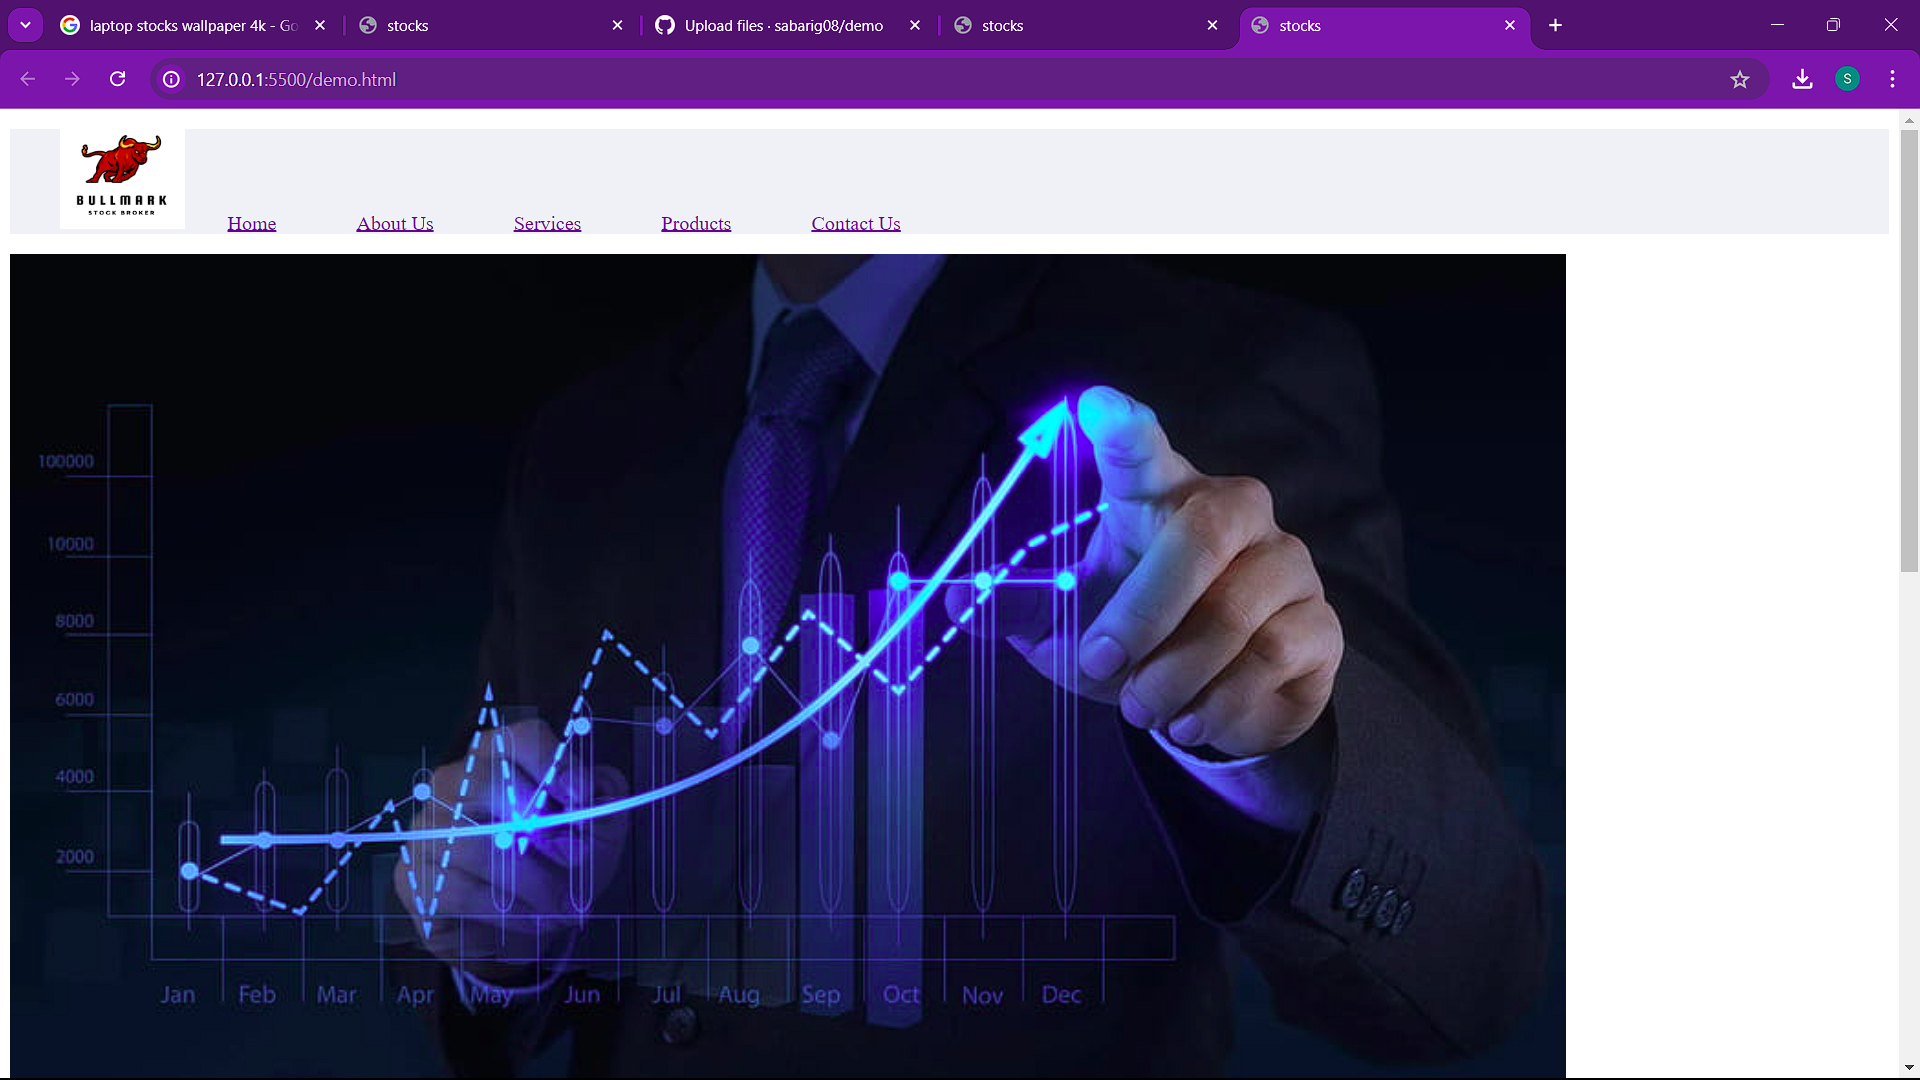 laptop stocks wallpaper 4k - Go
stocks
Upload files · sabarig08/demo
stocks
stocks
127.0.0.1:5500/demo.html
S
BULLMARK
STOCK BROKER
Home About Us Services Products Contact Us
100000
10000
8000
6000
4000
2000
Jan Feb Mar Apr May Jun Jul Aug Sep Oct Nov Dec